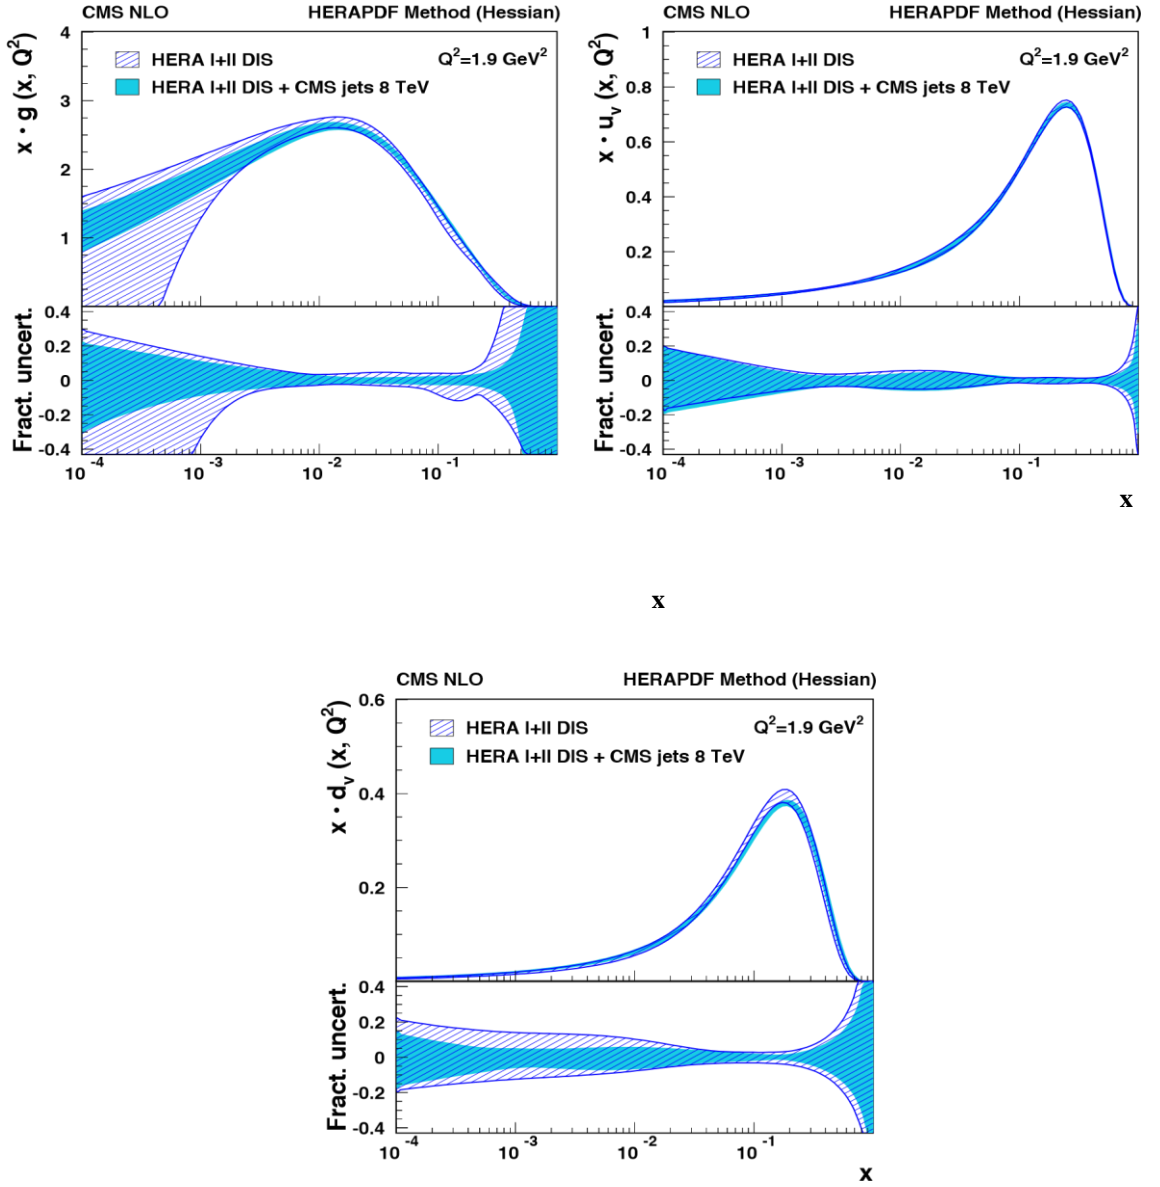 CMS NLO HERAPDF Method (Hessian)
x · g (x, Q²)
4
3
2
1
HERA I+II DIS
Q²=1.9 GeV²
HERA I+II DIS + CMS jets 8 TeV
Fract. uncert.
0.4
0.2
0
-0.2
-0.4
10⁻⁴ 10⁻³ 10⁻² 10⁻¹
CMS NLO HERAPDF Method (Hessian)
x · uᵥ (x, Q²)
1
0.8
0.6
0.4
0.2
HERA I+II DIS
Q²=1.9 GeV²
HERA I+II DIS + CMS jets 8 TeV
Fract. uncert.
0.4
0.2
0
-0.2
-0.4
10⁻⁴ 10⁻³ 10⁻² 10⁻¹
x
x
CMS NLO HERAPDF Method (Hessian)
x · dᵥ (x, Q²)
0.6
0.4
0.2
HERA I+II DIS
Q²=1.9 GeV²
HERA I+II DIS + CMS jets 8 TeV
Fract. uncert.
0.4
0.2
0
-0.2
-0.4
10⁻⁴ 10⁻³ 10⁻² 10⁻¹
x